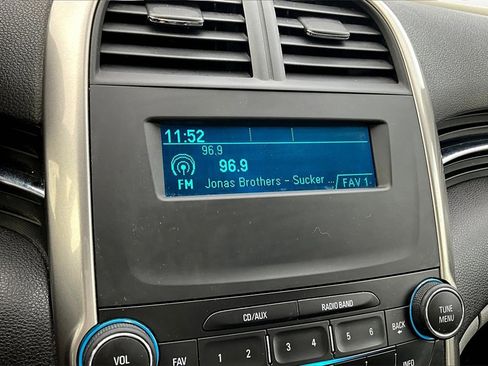 11:52
96.9
96.9
FM
Jonas Brothers - Sucker ...
FAV 1
CD/AUX
RADIO BAND
TUNE
MENU
VOL
FAV
1 2
3 4
5 6
BACK
INFO